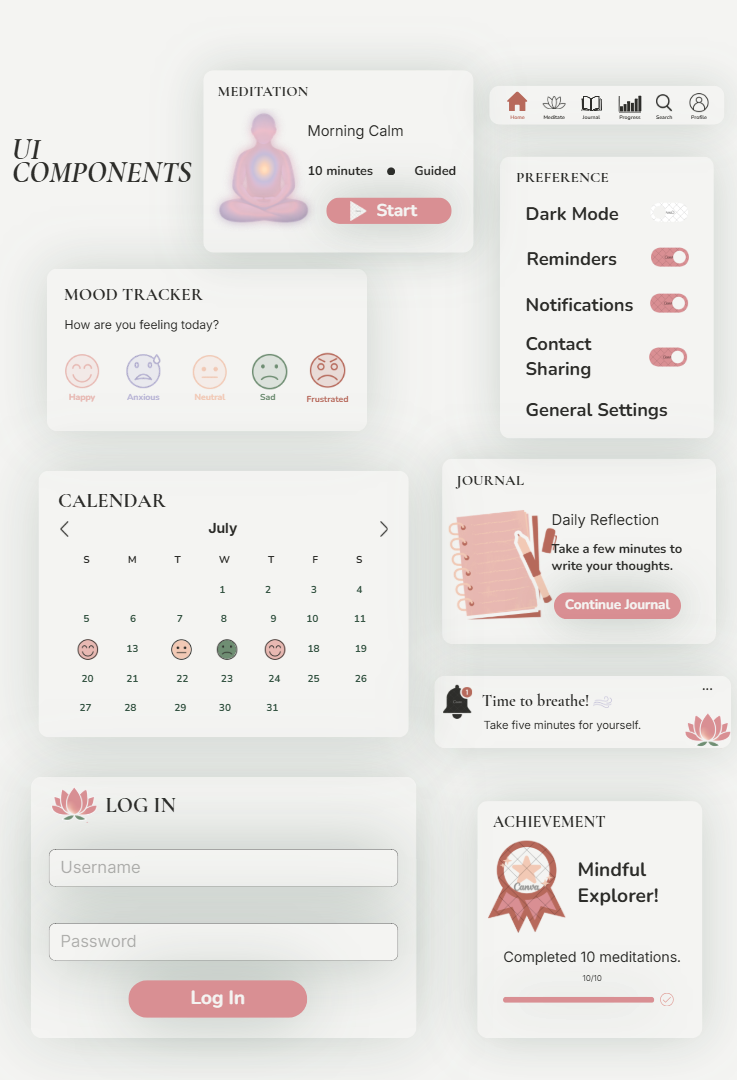 UI
COMPONENTS
MEDITATION
Morning Calm
10 minutes ● Guided
Start
Home Meditate Journal Progress Search Profile
PREFERENCE
Dark Mode
Reminders
Notifications
Contact
Sharing
General Settings
MOOD TRACKER
How are you feeling today?
Happy Anxious Neutral Sad Frustrated
CALENDAR
July
S M T W T F S
1 2 3 4
5 6 7 8 9 10 11
13 18 19
20 21 22 23 24 25 26
27 28 29 30 31
JOURNAL
Daily Reflection
Take a few minutes to
write your thoughts.
Continue Journal
1
Time to breathe!
...
Take five minutes for yourself.
LOG IN
Username
Password
Log In
ACHIEVEMENT
Canva
Mindful
Explorer!
Completed 10 meditations.
10/10